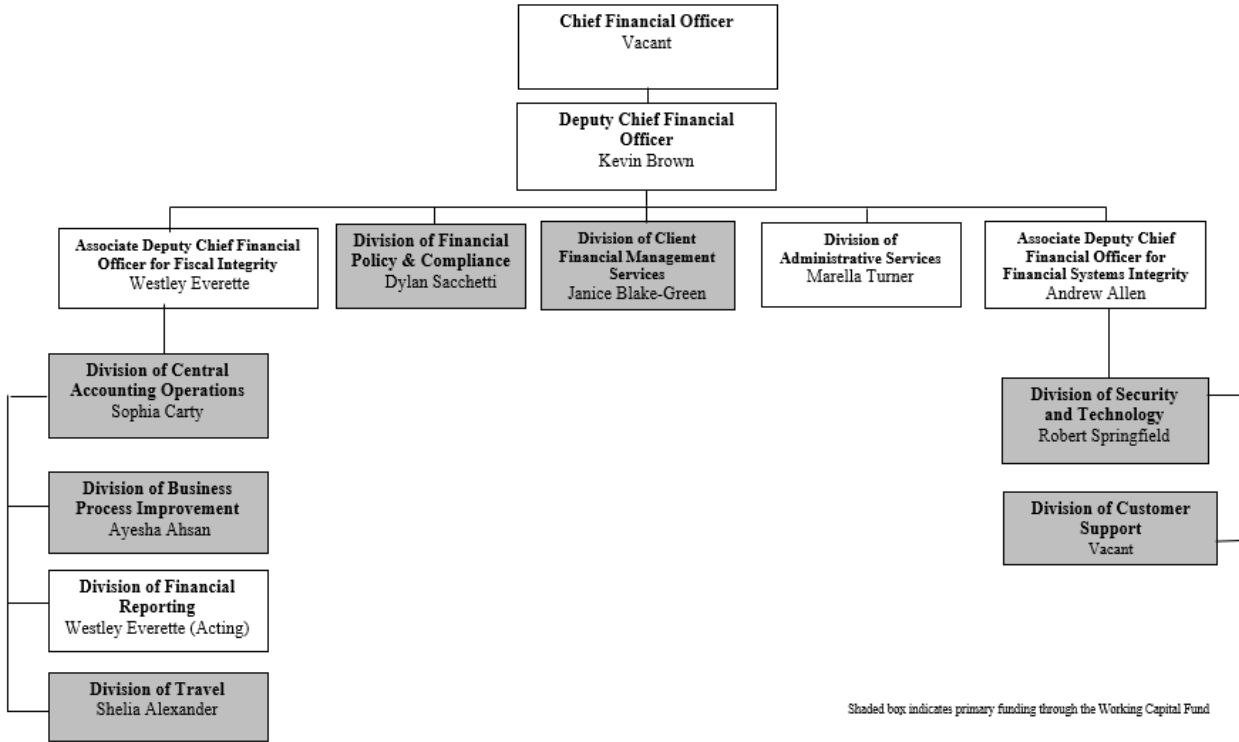 Chief Financial Officer
Vacant
Deputy Chief Financial
Officer
Kevin Brown
Associate Deputy Chief Financial
Officer for Fiscal Integrity
Westley Everette
Division of Financial
Policy & Compliance
Dylan Sacchetti
Division of Client
Financial Management
Services
Janice Blake-Green
Division of
Administrative Services
Marella Turner
Associate Deputy Chief
Financial Officer for
Financial Systems Integrity
Andrew Allen
Division of Central
Accounting Operations
Sophia Carty
Division of Business
Process Improvement
Ayesha Ahsan
Division of Financial
Reporting
Westley Everette (Acting)
Division of Travel
Shelia Alexander
Division of Security
and Technology
Robert Springfield
Division of Customer
Support
Vacant
Shaded box indicates primary funding through the Working Capital Fund